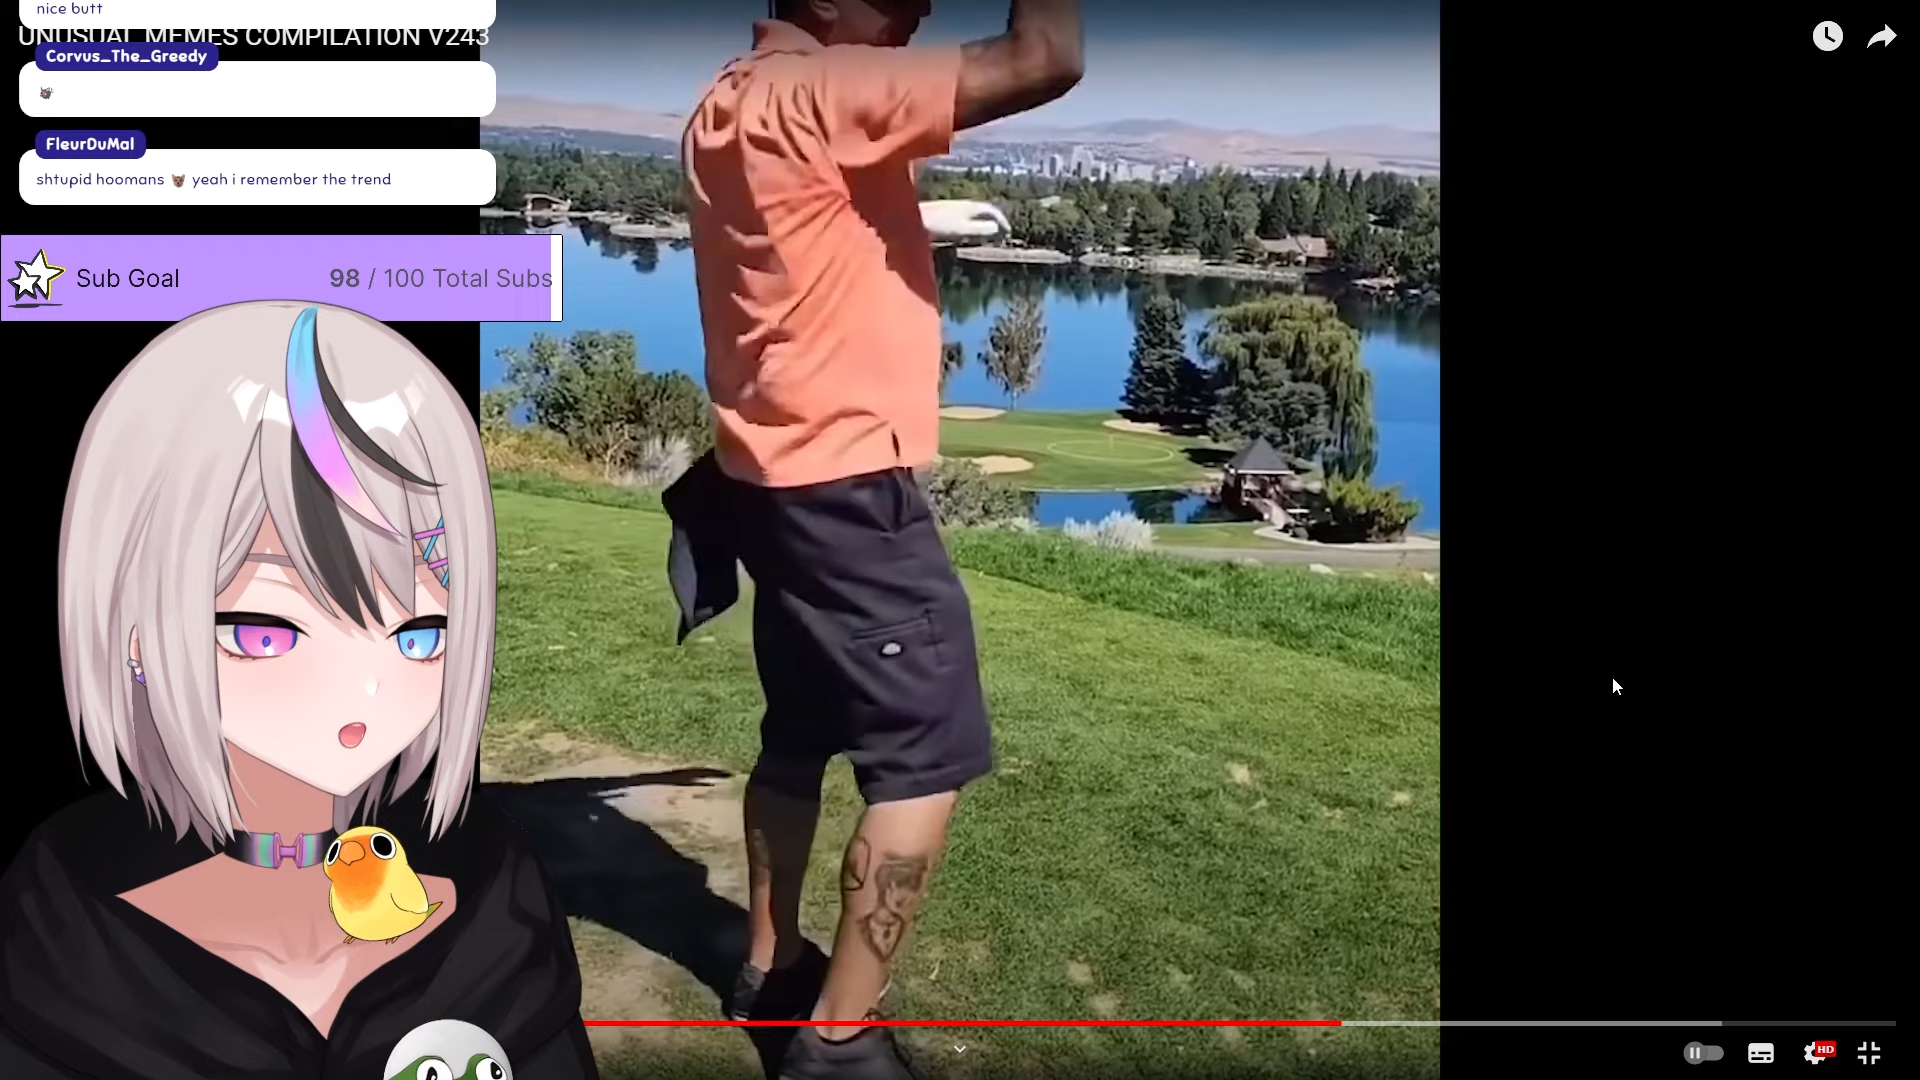 nice butt
UNUSUAL MEMES COMPILATION V243
Corvus_The_Greedy
FleurDuMal
shtupid hoomans yeah i remember the trend
Sub Goal
98 / 100 Total Subs
HD